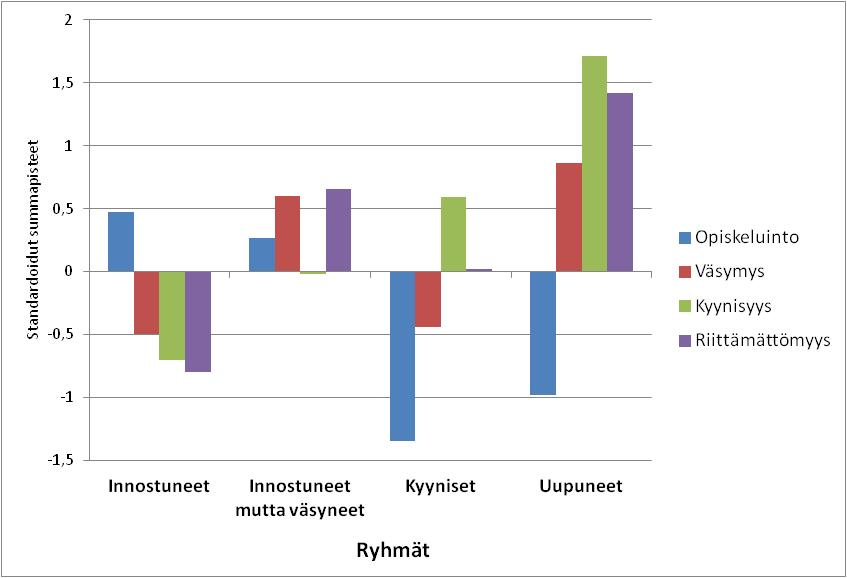 2
1,5
1
0,5
0
-0,5
-1
-1,5
Standardoidut summapisteet
Innostuneet
Innostuneet
mutta väsyneet
Kyyniset
Uupuneet
Ryhmät
Opiskeluinto
Väsymys
Kyynisyys
Riittämättömyys